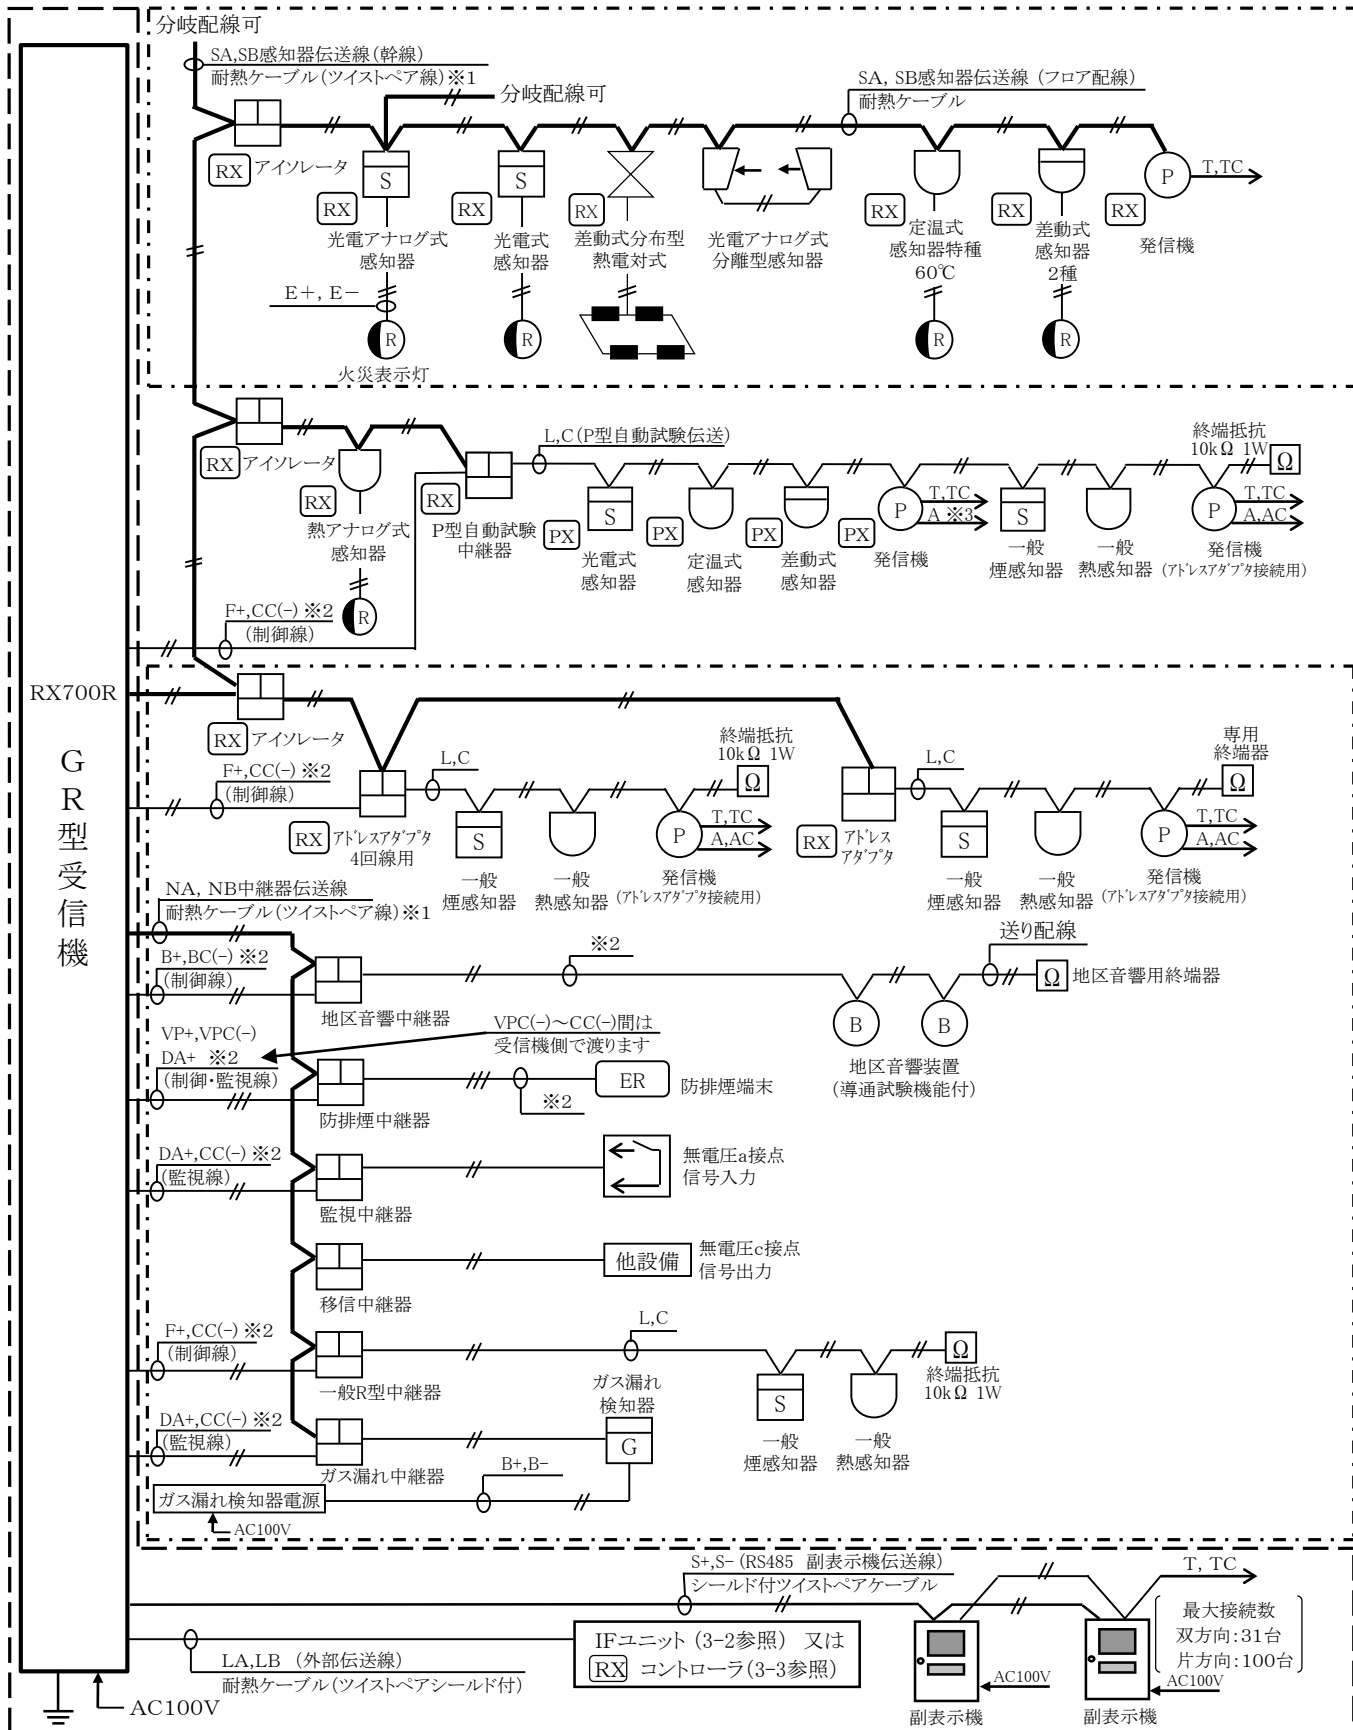 分岐配線可
SA,SB感知器伝送線(幹線)
耐熱ケーブル(ツイストペア線)※1
分岐配線可
SA, SB感知器伝送線 (フロア配線)
耐熱ケーブル
RX
アイソレータ
S
RX
光電アナログ式
感知器
S
RX
光電式
感知器
RX
差動式分布型
熱電対式
光電アナログ式
分離型感知器
RX
定温式
感知器特種
60℃
RX
差動式
感知器
2種
P
T,TC
RX
発信機
E+, E−
R
火災表示灯
R
R
R
RX
アイソレータ
RX
熱アナログ式
感知器
R
RX
P型自動試験
中継器
L,C(P型自動試験伝送)
S
PX
光電式
感知器
PX
定温式
感知器
PX
差動式
感知器
P
T,TC
A ※3
PX
発信機
S
一般
煙感知器
一般
熱感知器
終端抵抗
10kΩ 1W
Ω
P
T,TC
A,AC
発信機
(アドレスアダプタ接続用)
F+,CC(-) ※2
(制御線)
RX700R
GR型受信機
RX
アイソレータ
F+,CC(-) ※2
(制御線)
RX
アドレスアダプタ
4回線用
L,C
S
一般
煙感知器
一般
熱感知器
終端抵抗
10kΩ 1W
Ω
P
T,TC
A,AC
発信機
(アドレスアダプタ接続用)
RX
アドレス
アダプタ
L,C
S
一般
煙感知器
一般
熱感知器
専用
終端器
Ω
P
T,TC
A,AC
発信機
(アドレスアダプタ接続用)
NA, NB中継器伝送線
耐熱ケーブル(ツイストペア線)※1
B+,BC(-) ※2
(制御線)
地区音響中継器
※2
B
B
地区音響装置
(導通試験機能付)
送り配線
Ω
地区音響用終端器
VP+,VPC(-)
DA+ ※2
(制御・監視線)
VPC(-)～CC(-)間は
受信機側で渡ります
防排煙中継器
※2
ER
防排煙端末
DA+,CC(-) ※2
(監視線)
監視中継器
無電圧a接点
信号入力
移信中継器
他設備
無電圧c接点
信号出力
F+,CC(-) ※2
(制御線)
一般R型中継器
L,C
S
一般
煙感知器
一般
熱感知器
Ω
終端抵抗
10kΩ 1W
DA+,CC(-) ※2
(監視線)
ガス漏れ中継器
ガス漏れ
検知器
G
B+,B-
ガス漏れ検知器電源
AC100V
S+,S- (RS485 副表示機伝送線)
シールド付ツイストペアケーブル
T, TC
最大接続数
双方向:31台
片方向:100台
AC100V
副表示機
AC100V
副表示機
IFユニット (3-2参照) 又は
RX コントローラ(3-3参照)
LA,LB (外部伝送線)
耐熱ケーブル(ツイストペアシールド付)
AC100V